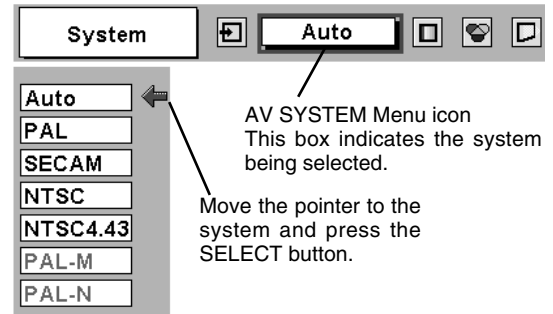 System
Auto
AV SYSTEM Menu icon
This box indicates the system
being selected.
Auto
PAL
SECAM
NTSC
NTSC4.43
PAL-M
PAL-N
Move the pointer to the
system and press the
SELECT button.